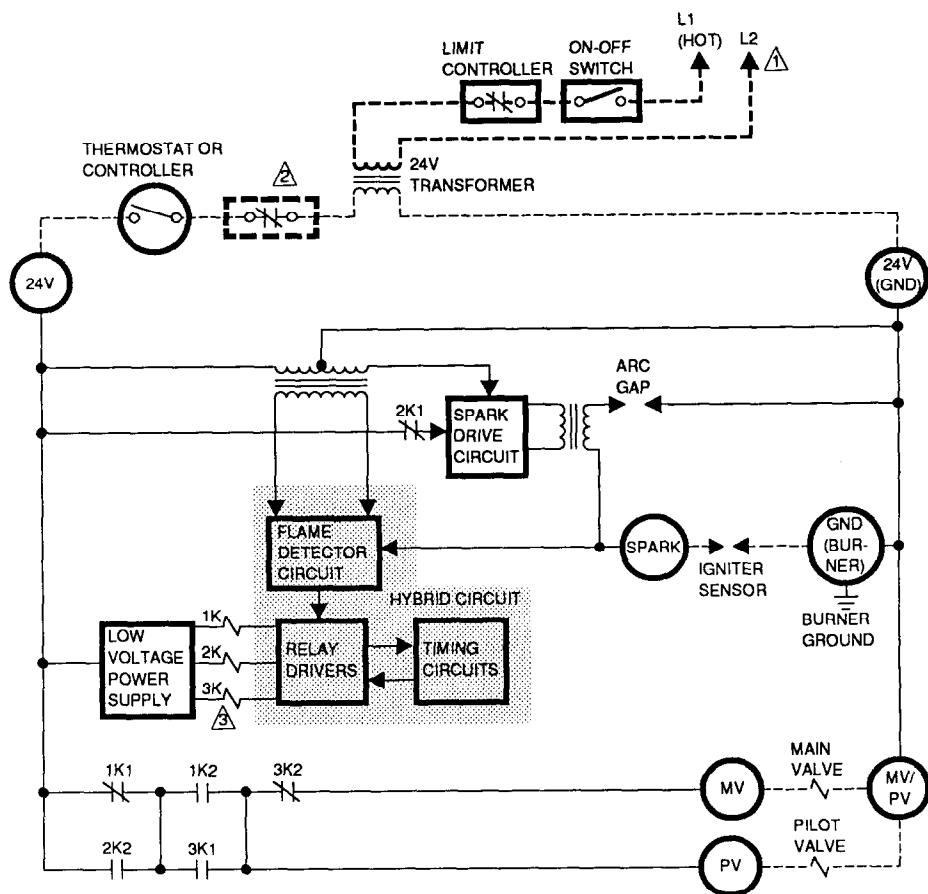 L1
(HOT)
L2
1
LIMIT
CONTROLLER
ON-OFF
SWITCH
THERMOSTAT OR
CONTROLLER
2
24V
TRANSFORMER
24V
24V
(GND)
ARC
GAP
2K1
SPARK
DRIVE
CIRCUIT
FLAME
DETECTOR
CIRCUIT
SPARK
IGNITER
SENSOR
GND
(BUR-
NER)
BURNER
GROUND
HYBRID CIRCUIT
LOW
VOLTAGE
POWER
SUPPLY
1K
2K
3K
3
RELAY
DRIVERS
TIMING
CIRCUITS
1K1
1K2
3K2
MV
MAIN
VALVE
MV/
PV
2K2
3K1
PV
PILOT
VALVE